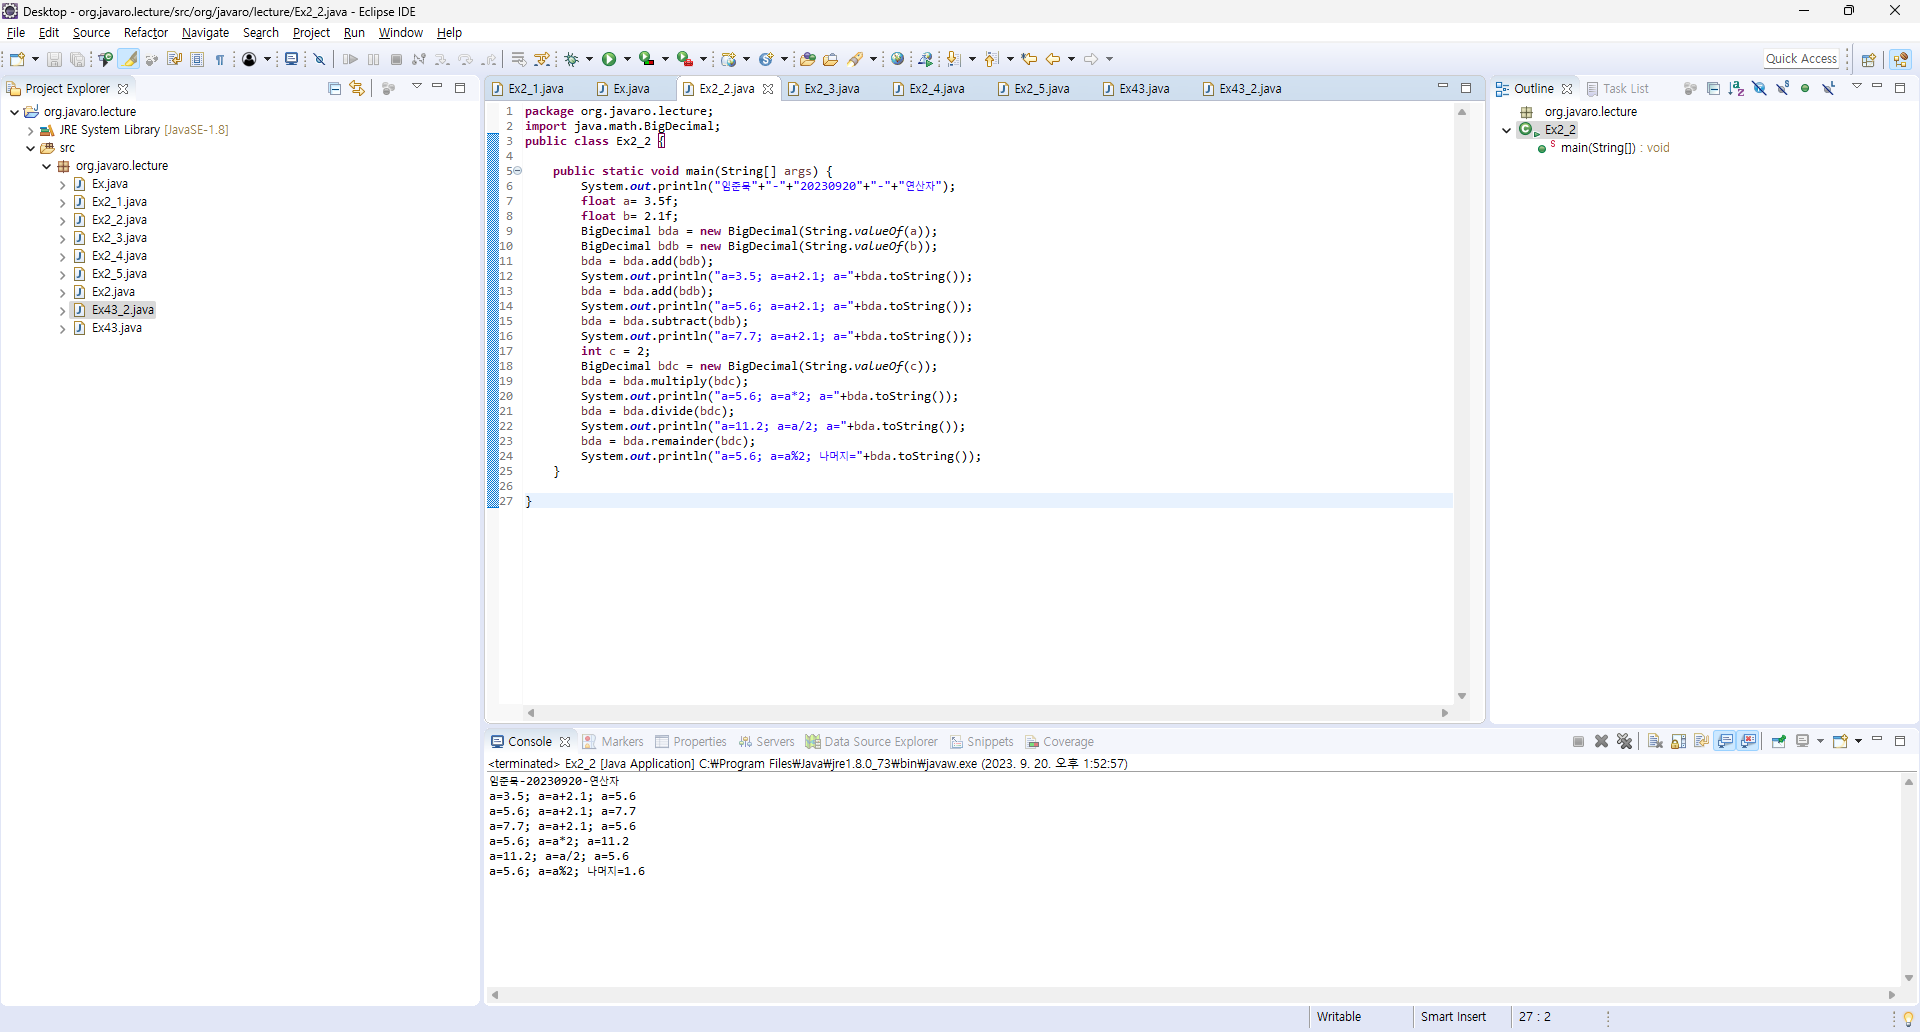 Desktop - org.javaro.lecture/src/org/javaro/lecture/Ex2_2.java - Eclipse IDE
File Edit Source Refactor Navigate Search Project Run Window Help
Quick Access
Project Explorer
org.javaro.lecture
JRE System Library [JavaSE-1.8]
src
org.javaro.lecture
Ex.java
Ex2_1.java
Ex2_2.java
Ex2_3.java
Ex2_4.java
Ex2_5.java
Ex2.java
Ex43_2.java
Ex43.java
Ex2_1.java Ex.java Ex2_2.java Ex2_3.java Ex2_4.java Ex2_5.java Ex43.java Ex43_2.java
1 package org.javaro.lecture;
2 import java.math.BigDecimal;
3 public class Ex2_2 {
4
5 public static void main(String[] args) {
6 System.out.println("임준묵"+"-"+"20230920"+"-"+"연산자");
7 float a= 3.5f;
8 float b= 2.1f;
9 BigDecimal bda = new BigDecimal(String.valueOf(a));
10 BigDecimal bdb = new BigDecimal(String.valueOf(b));
11 bda = bda.add(bdb);
12 System.out.println("a=3.5; a=a+2.1; a="+bda.toString());
13 bda = bda.add(bdb);
14 System.out.println("a=5.6; a=a+2.1; a="+bda.toString());
15 bda = bda.subtract(bdb);
16 System.out.println("a=7.7; a=a+2.1; a="+bda.toString());
17 int c = 2;
18 BigDecimal bdc = new BigDecimal(String.valueOf(c));
19 bda = bda.multiply(bdc);
20 System.out.println("a=5.6; a=a*2; a="+bda.toString());
21 bda = bda.divide(bdc);
22 System.out.println("a=11.2; a=a/2; a="+bda.toString());
23 bda = bda.remainder(bdc);
24 System.out.println("a=5.6; a=a%2; 나머지="+bda.toString());
25 }
26
27 }
Outline Task List
org.javaro.lecture
Ex2_2
main(String[]) : void
Console Markers Properties Servers Data Source Explorer Snippets Coverage
<terminated> Ex2_2 [Java Application] C:₩Program Files₩Java₩jre1.8.0_73₩bin₩javaw.exe (2023. 9. 20. 오후 1:52:57)
임준묵-20230920-연산자
a=3.5; a=a+2.1; a=5.6
a=5.6; a=a+2.1; a=7.7
a=7.7; a=a+2.1; a=5.6
a=5.6; a=a*2; a=11.2
a=11.2; a=a/2; a=5.6
a=5.6; a=a%2; 나머지=1.6
Writable Smart Insert 27 : 2